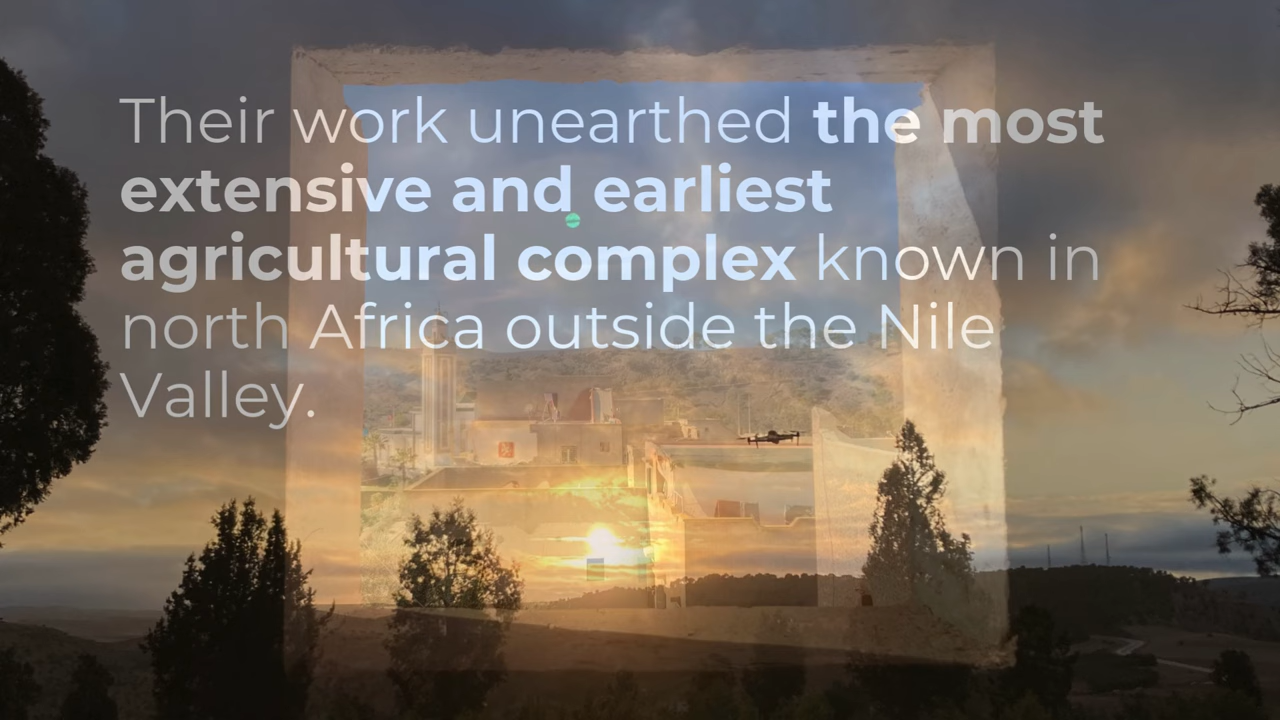 Their work unearthed the most
extensive and earliest
agricultural complex known in
north Africa outside the Nile
Valley.